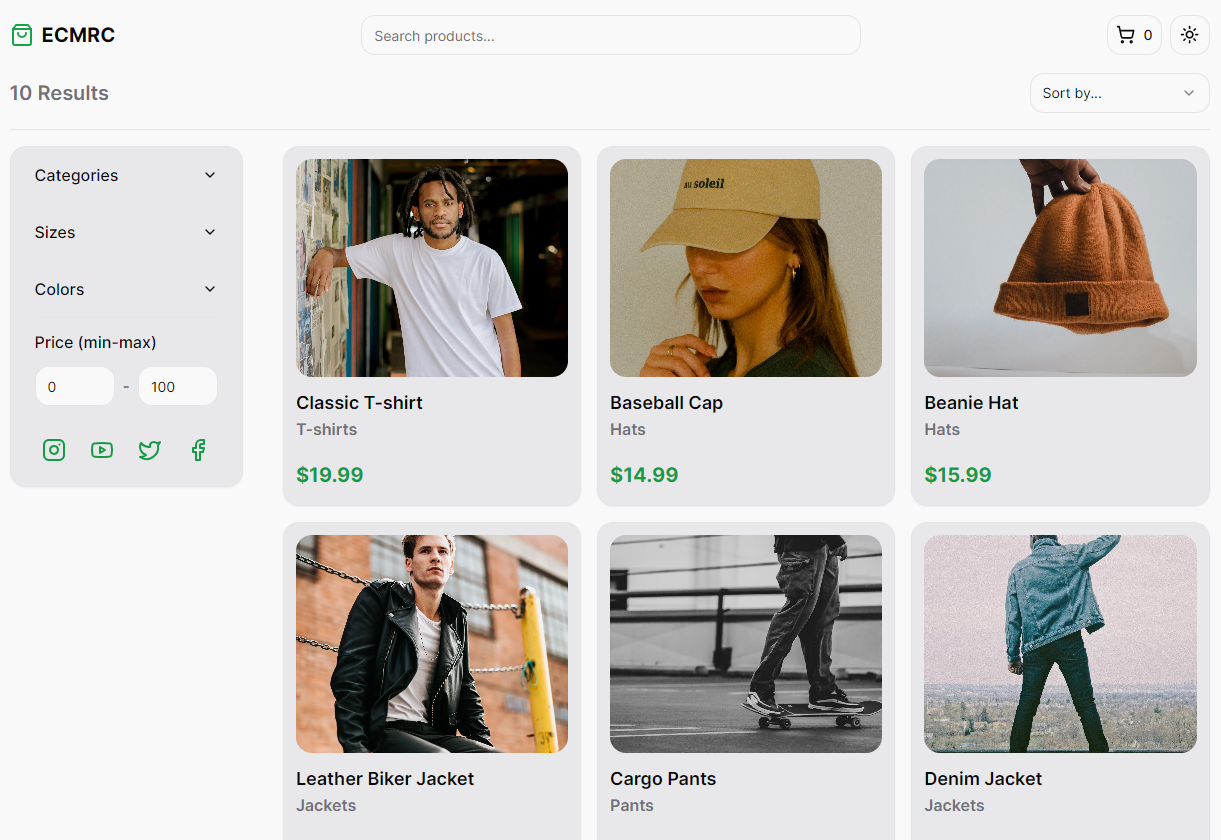 ECMRC
Search products...
0
10 Results
Sort by...
Categories
Sizes
Colors
Price (min-max)
0 - 100
au soleil
Classic T-shirt
T-shirts
$19.99
Baseball Cap
Hats
$14.99
Beanie Hat
Hats
$15.99
Leather Biker Jacket
Jackets
Cargo Pants
Pants
Denim Jacket
Jackets